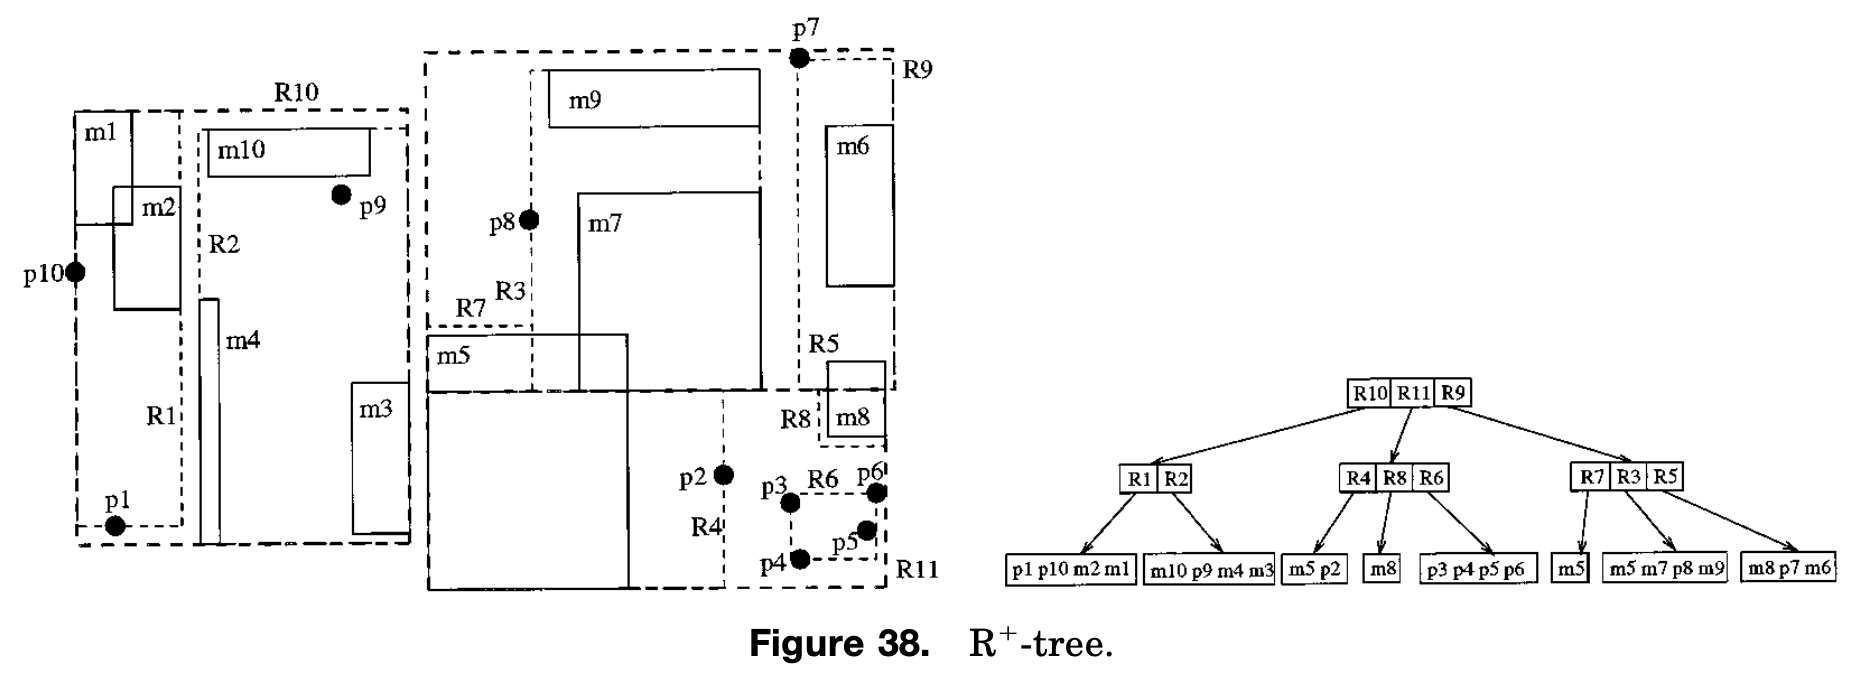 p7
R9
R10
m9
m1
m6
m10
m2
p9
p8
m7
R2
p10
R3
R7
m4
R5
m5
R10 R11 R9
m3
R1
R8
m8
p2
p3
R6
p6
R1 R2
R4 R8 R6
R7 R3 R5
p1
R4
p5
p4
R11
p1 p10 m2 m1
m10 p9 m4 m3
m5 p2
m8
p3 p4 p5 p6
m5
m5 m7 p8 m9
m8 p7 m6
Figure 38. R+-tree.